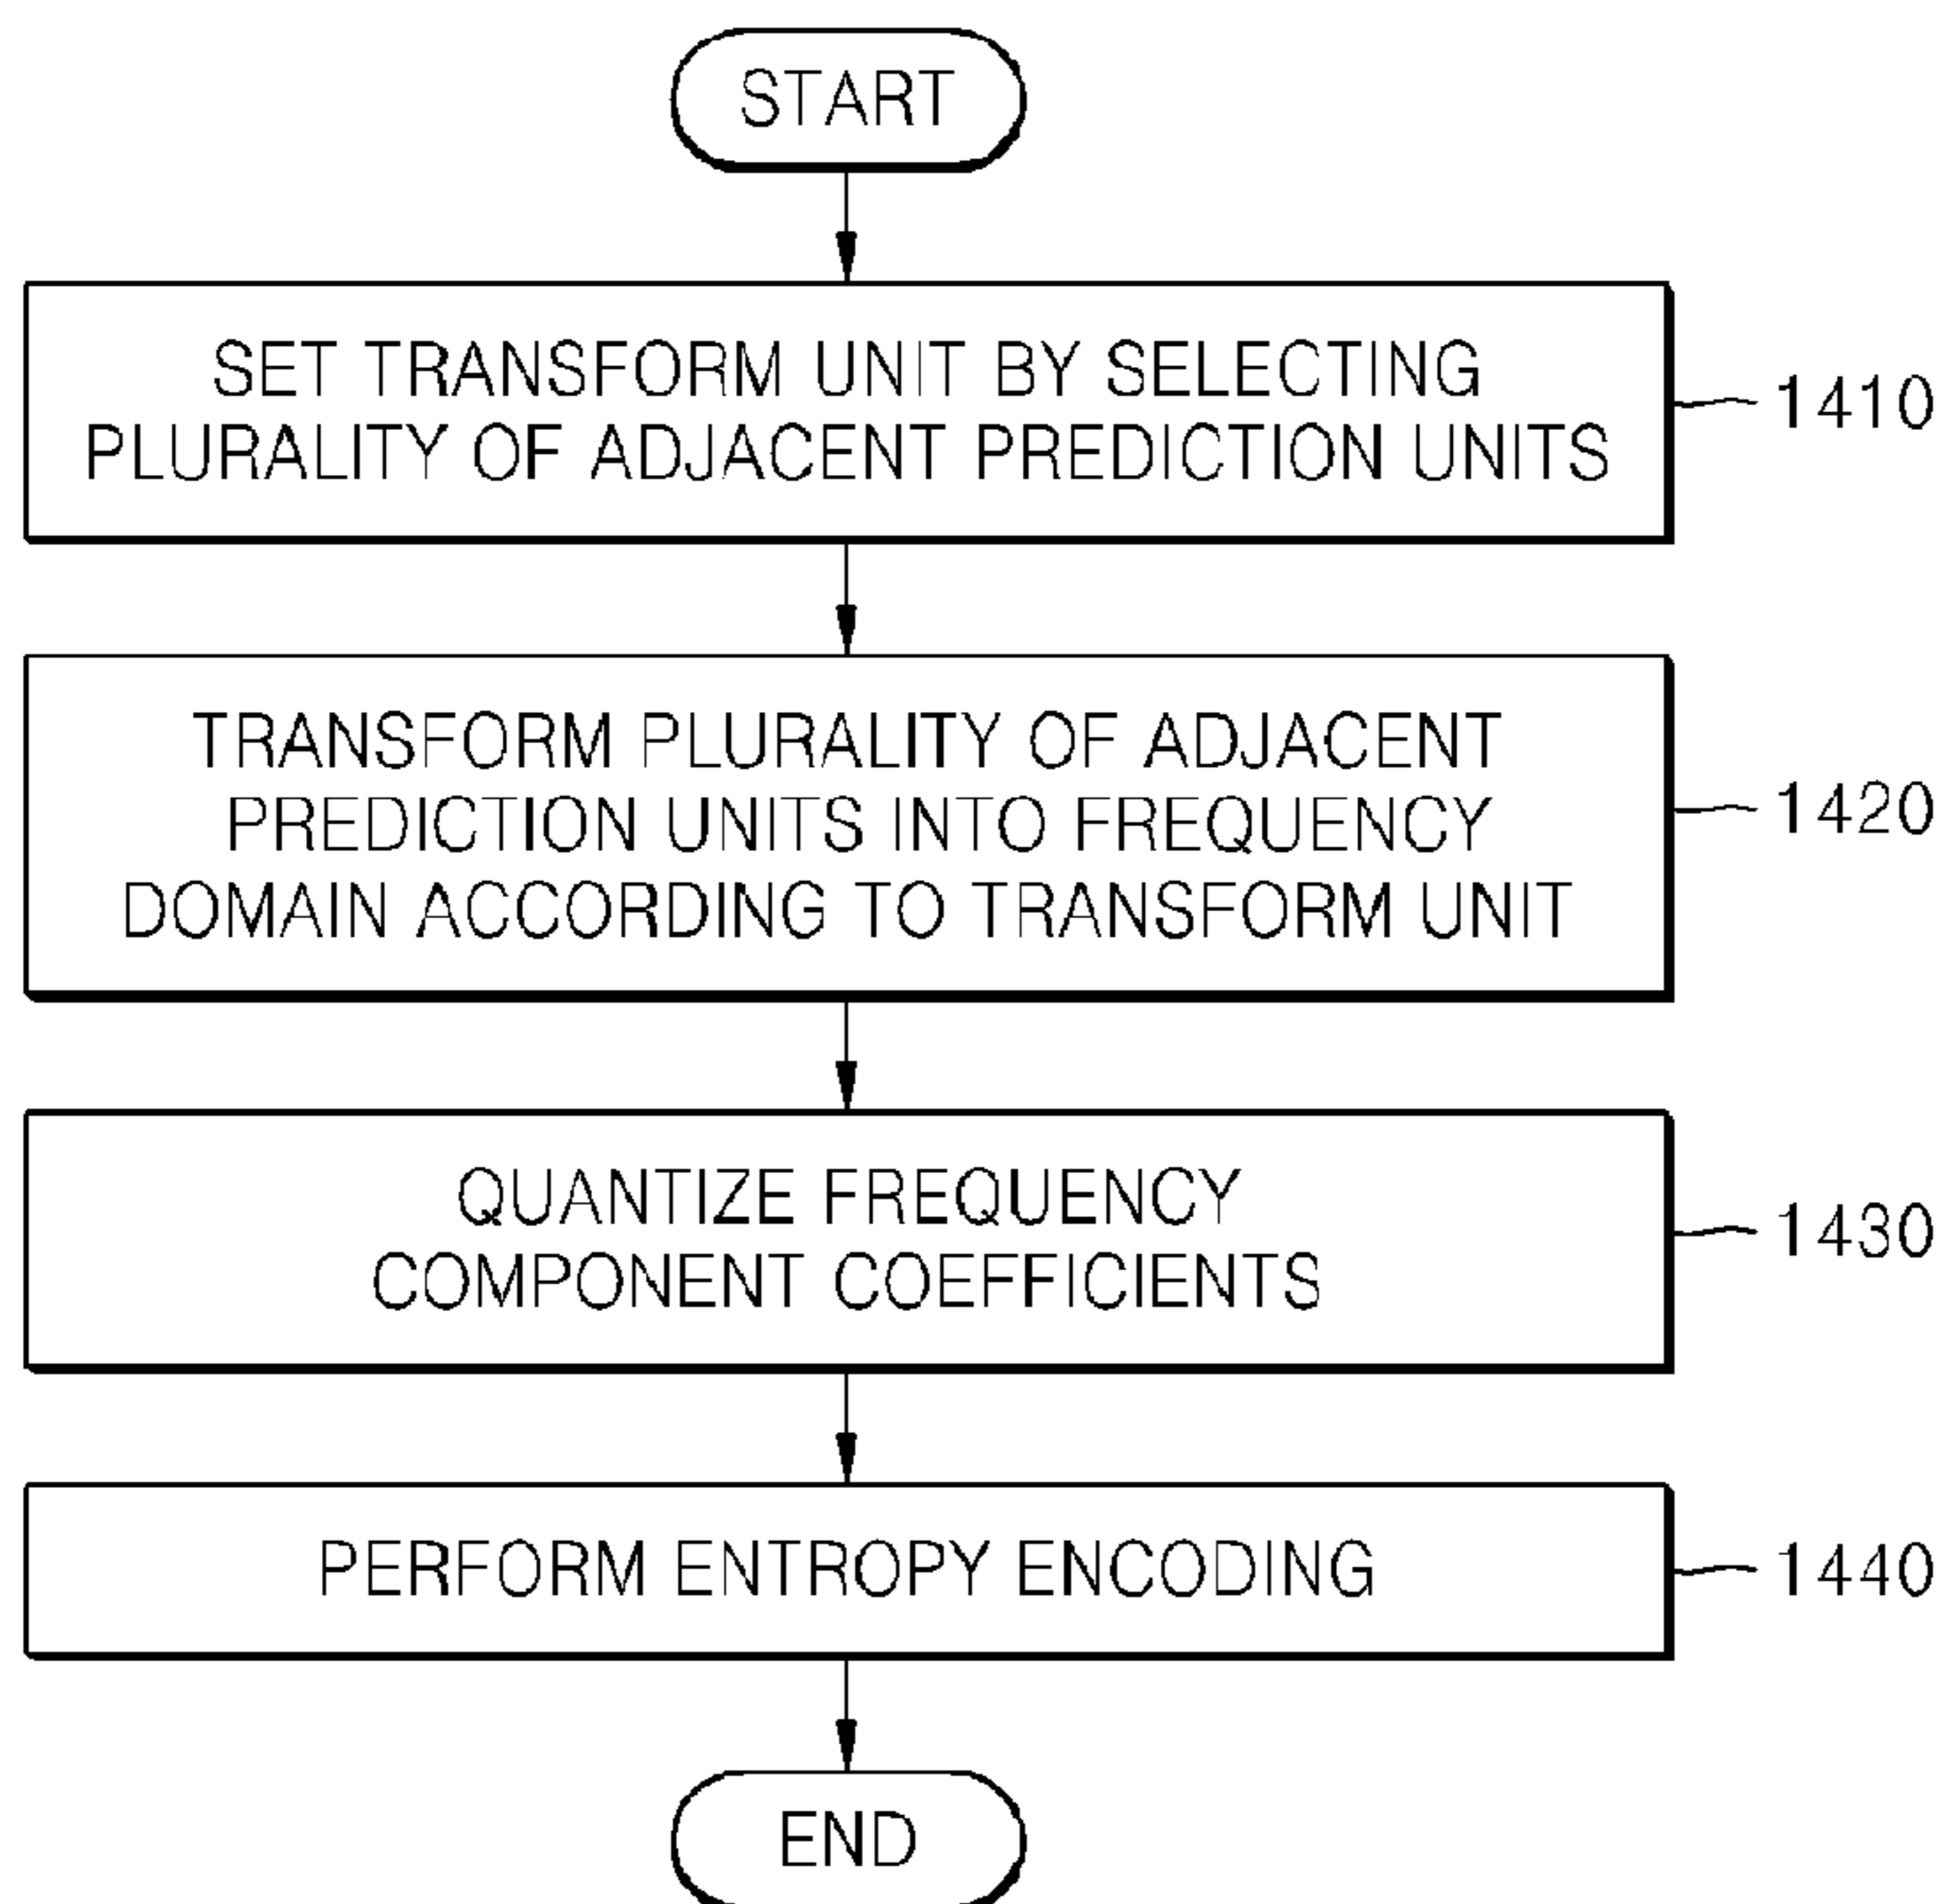 START
SET TRANSFORM UNIT BY SELECTING
PLURALITY OF ADJACENT PREDICTION UNITS
1410
TRANSFORM PLURALITY OF ADJACENT
PREDICTION UNITS INTO FREQUENCY
DOMAIN ACCORDING TO TRANSFORM UNIT
1420
QUANTIZE FREQUENCY
COMPONENT COEFFICIENTS
1430
PERFORM ENTROPY ENCODING
1440
END